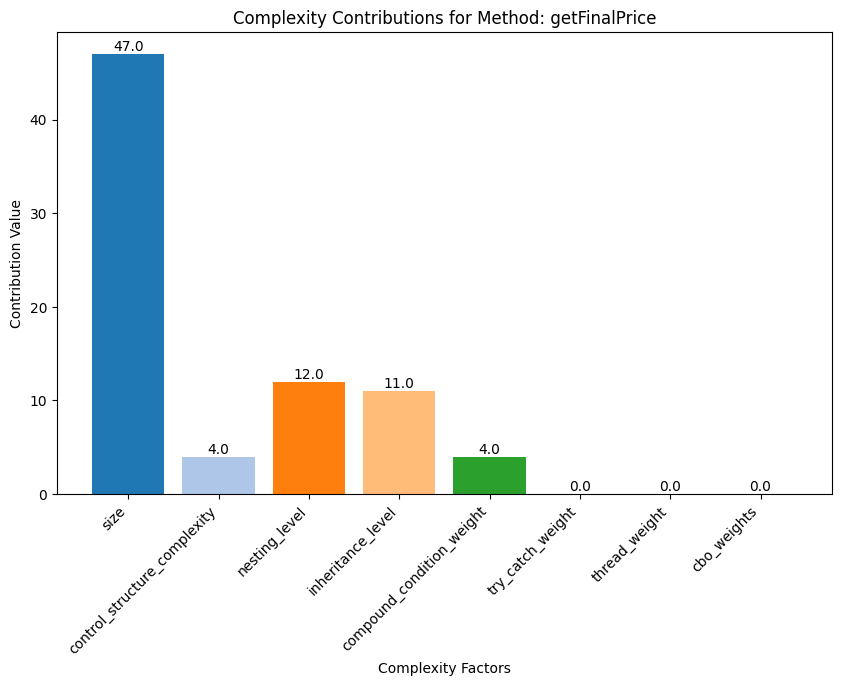 Complexity Contributions for Method: getFinalPrice
47.0
40
Contribution Value
30
20
12.0
11.0
10
4.0
4.0
0.0
0.0
0.0
0
size
control_structure_complexity
nesting_level
inheritance_level
compound_condition_weight
try_catch_weight
thread_weight
cbo_weights
Complexity Factors